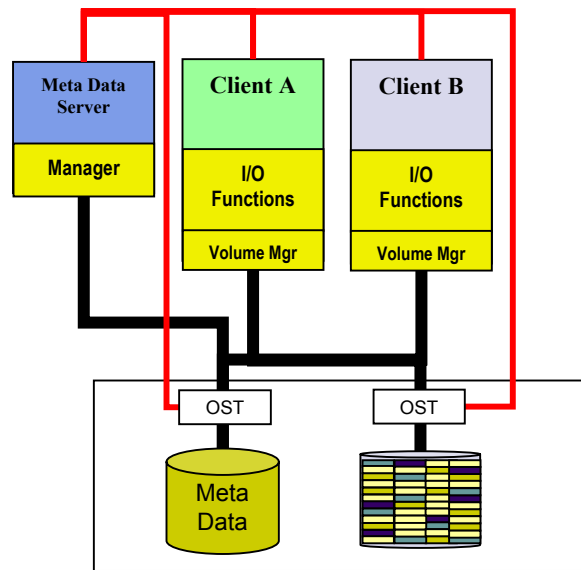 Meta Data
Server
Manager
Client A
I/O
Functions
Volume Mgr
Client B
I/O
Functions
Volume Mgr
OST
OST
Meta
Data